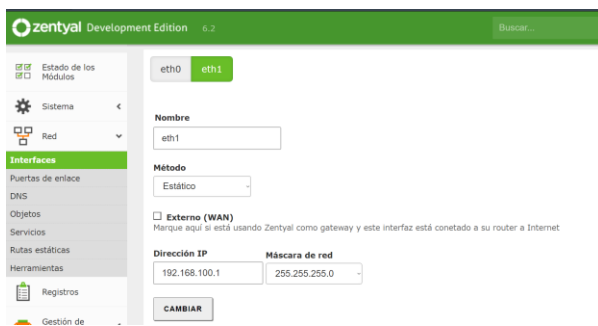 zentyal Development Edition 6.2
Buscar...
Estado de los
Módulos
Sistema
Red
Interfaces
Puertas de enlace
DNS
Objetos
Servicios
Rutas estáticas
Herramientas
Registros
Gestión de
eth0 eth1
Nombre
eth1
Método
Estático
Externo (WAN)
Marque aquí si está usando Zentyal como gateway y este interfaz está conetado a su router a Internet
Dirección IP Máscara de red
192.168.100.1 255.255.255.0
CAMBIAR